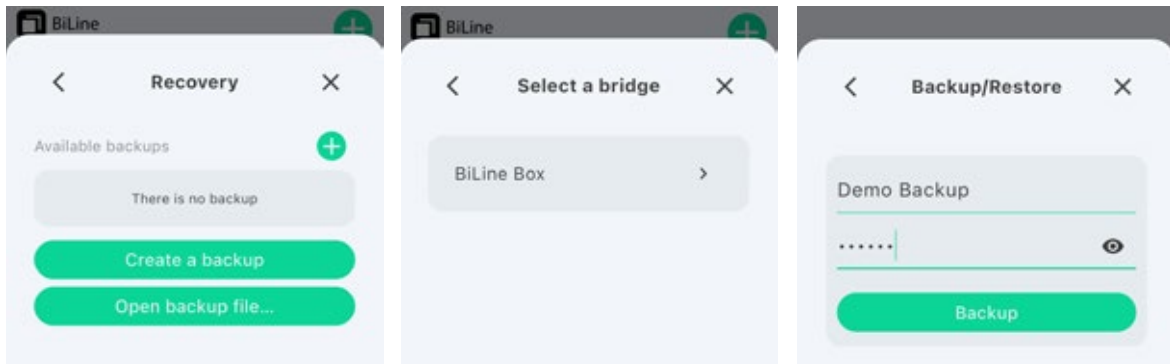 BiLine
Recovery
Available backups
There is no backup
Create a backup
Open backup file...
BiLine
Select a bridge
BiLine Box
Backup/Restore
Demo Backup
••••••
Backup